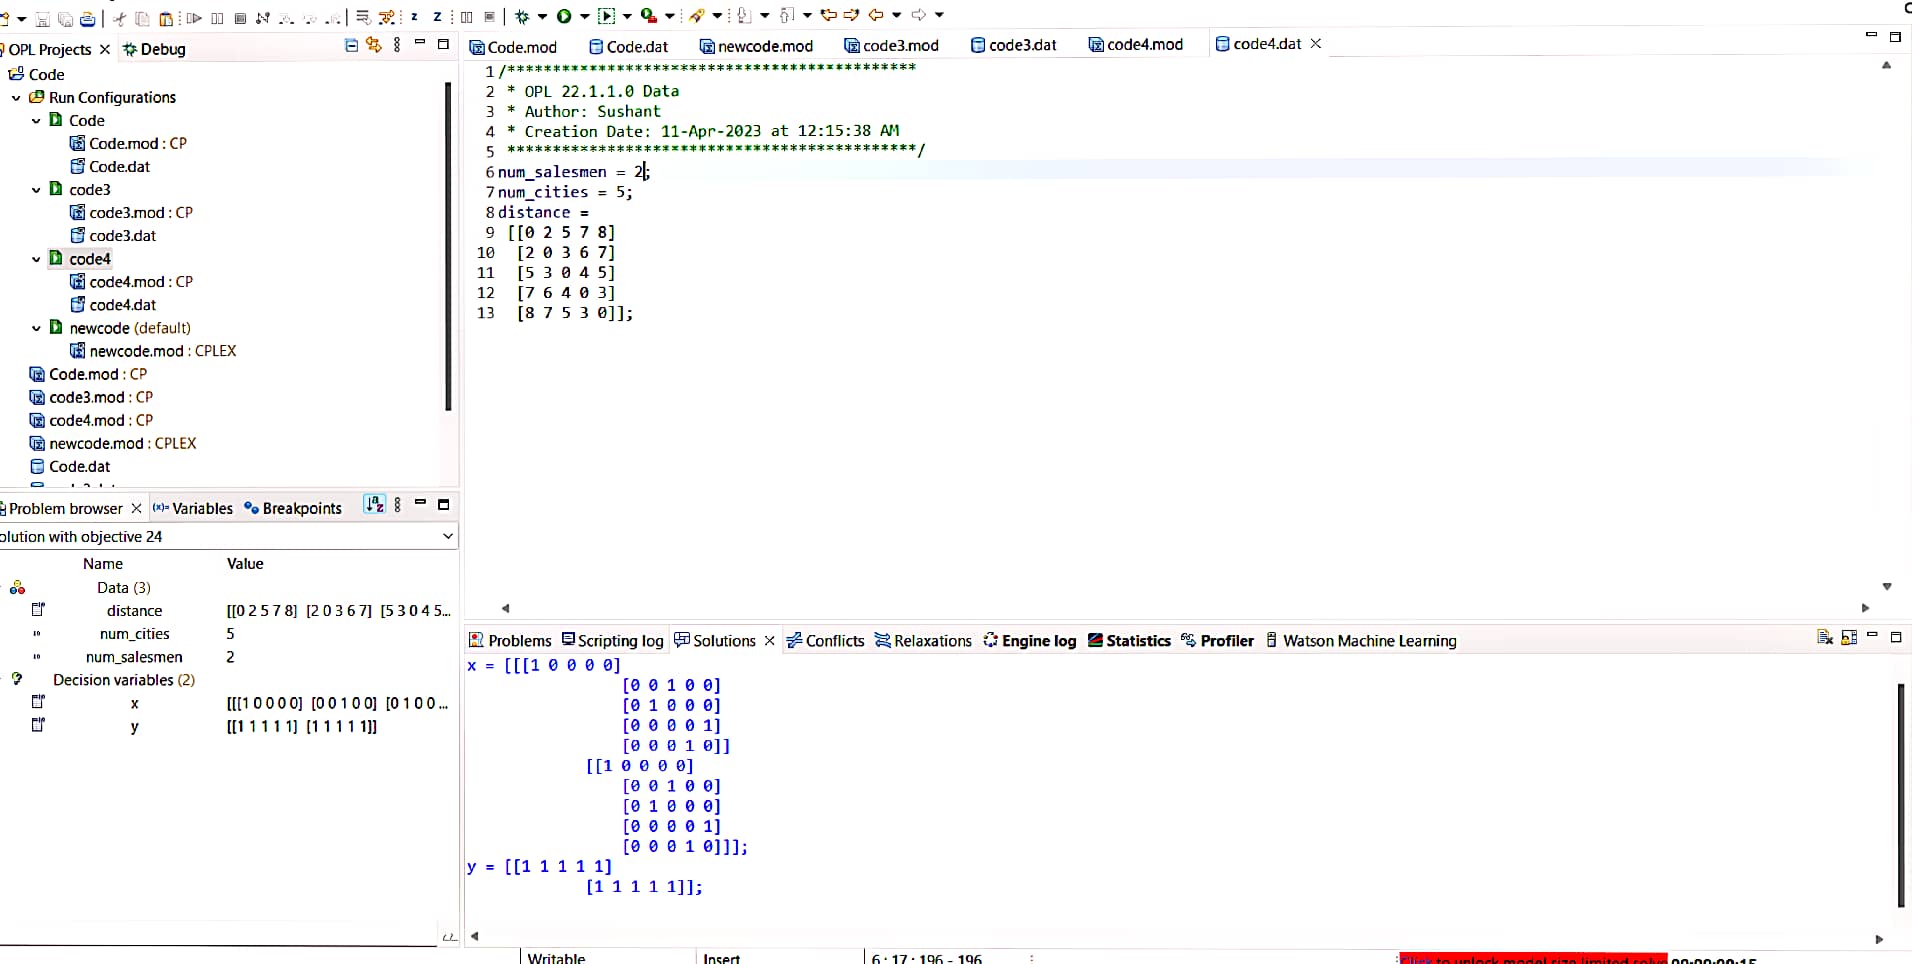 OPL Projects
Debug
Code
Run Configurations
Code
Code.mod : CP
Code.dat
code3
code3.mod : CP
code3.dat
code4
code4.mod : CP
code4.dat
newcode (default)
newcode.mod : CPLEX
Code.mod : CP
code3.mod : CP
code4.mod : CP
newcode.mod : CPLEX
Code.dat
Code.mod Code.dat newcode.mod code3.mod code3.dat code4.mod code4.dat
1 /*********************************************
2 * OPL 22.1.1.0 Data
3 * Author: Sushant
4 * Creation Date: 11-Apr-2023 at 12:15:38 AM
5 *********************************************/
6 num_salesmen = 2;
7 num_cities = 5;
8 distance =
9 [[0 2 5 7 8]
10 [2 0 3 6 7]
11 [5 3 0 4 5]
12 [7 6 4 0 3]
13 [8 7 5 3 0]];
Problem browser (x)= Variables Breakpoints
olution with objective 24
Name Value
Data (3)
distance [[0 2 5 7 8] [2 0 3 6 7] [5 3 0 4 5...
num_cities 5
num_salesmen 2
Decision variables (2)
x [[[1 0 0 0 0] [0 0 1 0 0] [0 1 0 0 ...
y [[1 1 1 1 1] [1 1 1 1 1]]
Problems Scripting log Solutions Conflicts Relaxations Engine log Statistics Profiler Watson Machine Learning
x = [[[1 0 0 0 0]
[0 0 1 0 0]
[0 1 0 0 0]
[0 0 0 0 1]
[0 0 0 1 0]]
[[1 0 0 0 0]
[0 0 1 0 0]
[0 1 0 0 0]
[0 0 0 0 1]
[0 0 0 1 0]]];
y = [[1 1 1 1 1]
[1 1 1 1 1]];
Writable Insert 6 : 17 : 196 - 196
Click to unlock model size limited solve 00:00:00:15